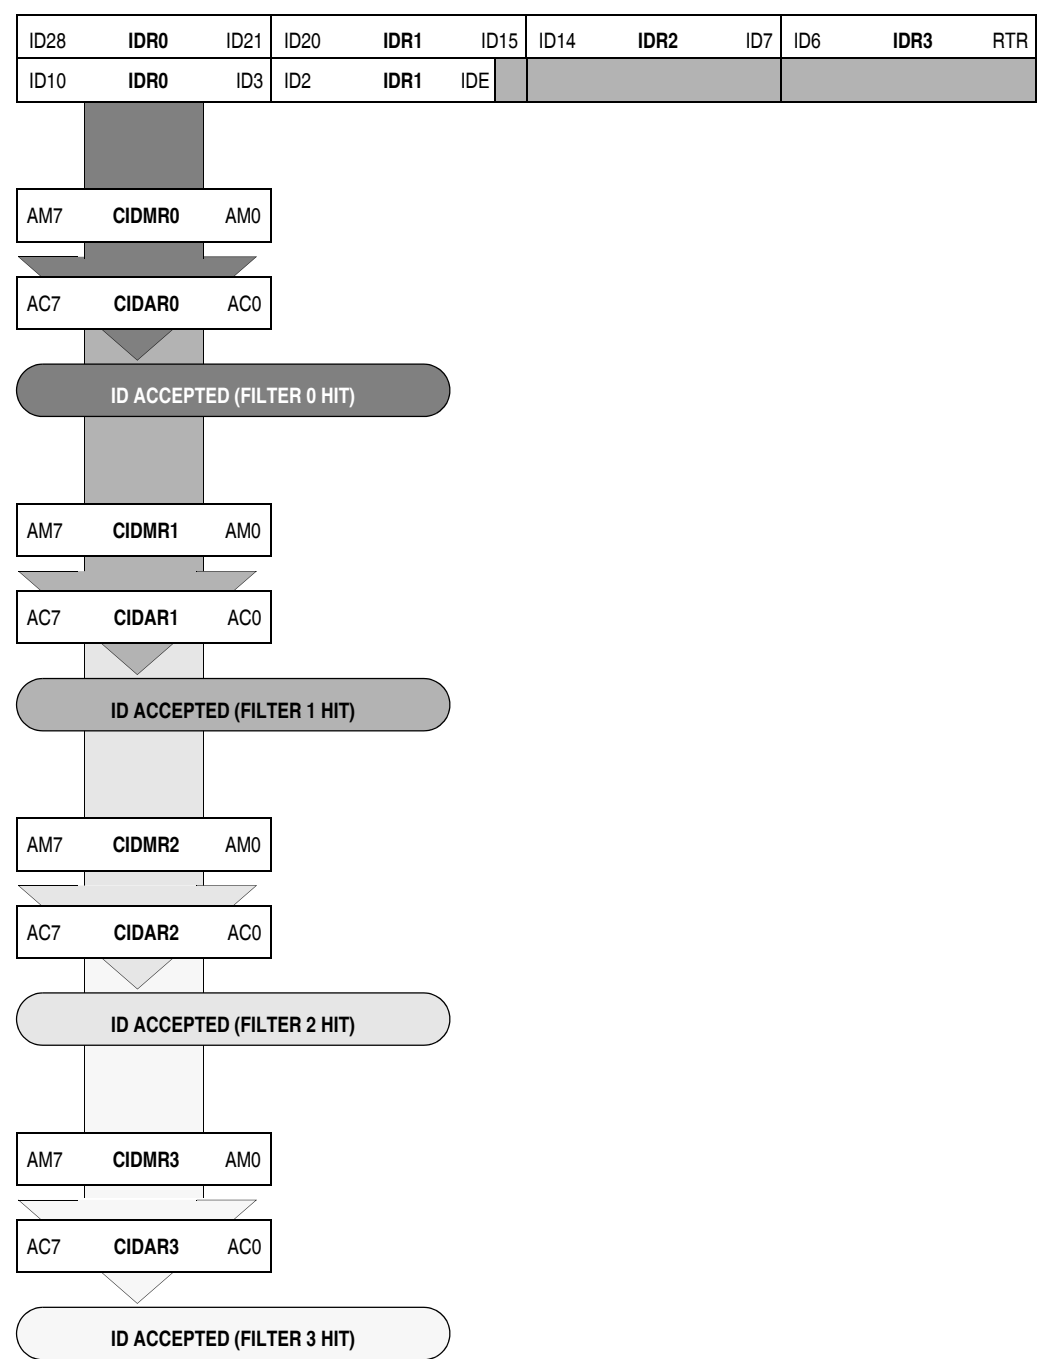 ID28 IDR0 ID21 ID20 IDR1 ID15 ID14 IDR2 ID7 ID6 IDR3 RTR
ID10 IDR0 ID3 ID2 IDR1 IDE
AM7 CIDMR0 AM0
AC7 CIDAR0 AC0
ID ACCEPTED (FILTER 0 HIT)
AM7 CIDMR1 AM0
AC7 CIDAR1 AC0
ID ACCEPTED (FILTER 1 HIT)
AM7 CIDMR2 AM0
AC7 CIDAR2 AC0
ID ACCEPTED (FILTER 2 HIT)
AM7 CIDMR3 AM0
AC7 CIDAR3 AC0
ID ACCEPTED (FILTER 3 HIT)